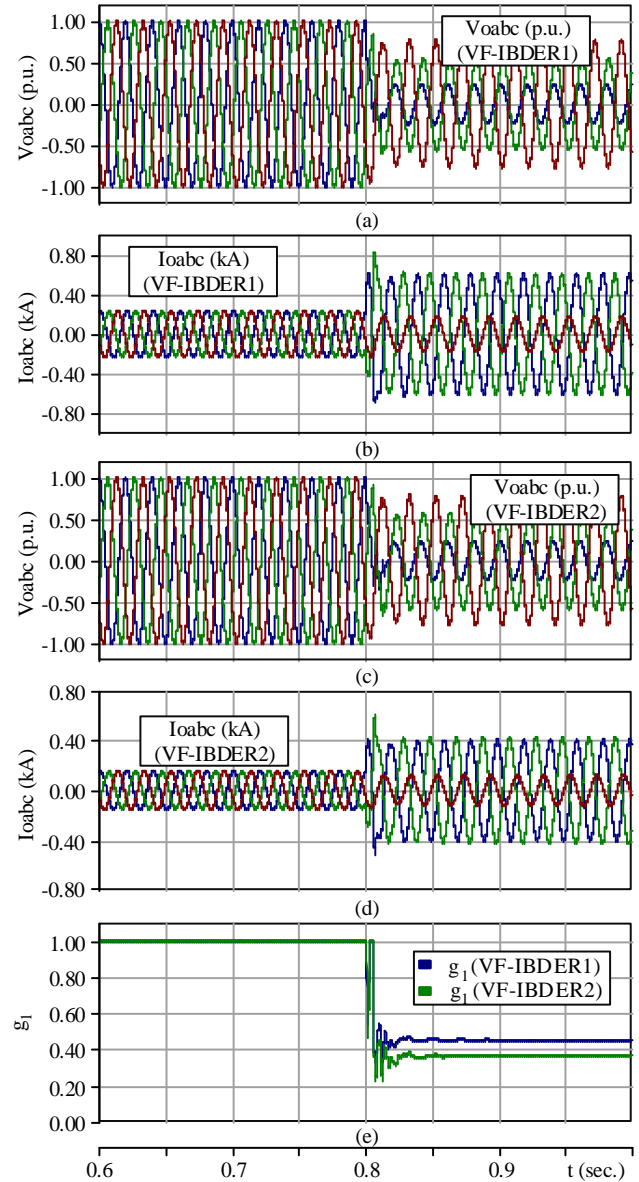 1.00
0.50
0.00
-0.50
-1.00
Voabc (p.u.)
Voabc (p.u.)
(VF-IBDER1)
(a)
0.80
0.40
0.00
-0.40
-0.80
Ioabc (kA)
Ioabc (kA)
(VF-IBDER1)
(b)
1.00
0.50
0.00
-0.50
-1.00
Voabc (p.u.)
Voabc (p.u.)
(VF-IBDER2)
(c)
0.80
0.40
0.00
-0.40
-0.80
Ioabc (kA)
Ioabc (kA)
(VF-IBDER2)
(d)
1.00
0.80
0.60
0.40
0.20
0.00
g₁
g₁(VF-IBDER1)
g₁(VF-IBDER2)
(e)
0.6 0.7 0.8 0.9 t (sec.)